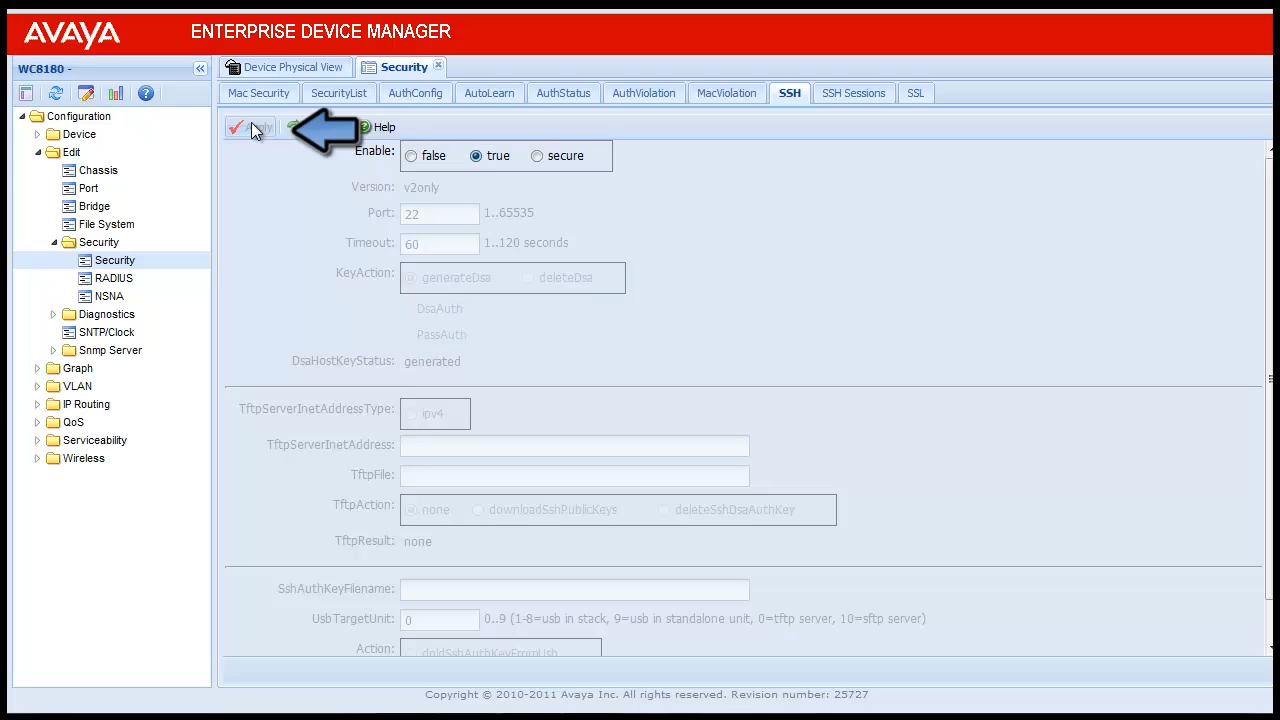 AVAYA ENTERPRISE DEVICE MANAGER
WC8180 -
Device Physical View Security
Mac Security SecurityList AuthConfig AutoLearn AuthStatus AuthViolation MacViolation SSH SSH Sessions SSL
Configuration
Device
Edit
Chassis
Port
Bridge
File System
Security
Security
RADIUS
NSNA
Diagnostics
SNTP/Clock
Snmp Server
Graph
VLAN
IP Routing
QoS
Serviceability
Wireless
Help
Enable: false true secure
Version: v2only
Port: 22 1..65535
Timeout: 60 1..120 seconds
KeyAction: generateDsa deleteDsa
DsaAuth
PassAuth
DsaHostKeyStatus: generated
TftpServerInetAddressType: ipv4
TftpServerInetAddress:
TftpFile:
TftpAction: none downloadSshPublicKeys deleteSshDsaAuthKey
TftpResult: none
SshAuthKeyFilename:
UsbTargetUnit: 0 0..9 (1-8=usb in stack, 9=usb in standalone unit, 0=tftp server, 10=sftp server)
Action: dnldSshAuthKeyFromUsb
Copyright © 2010-2011 Avaya Inc. All rights reserved. Revision number: 25727